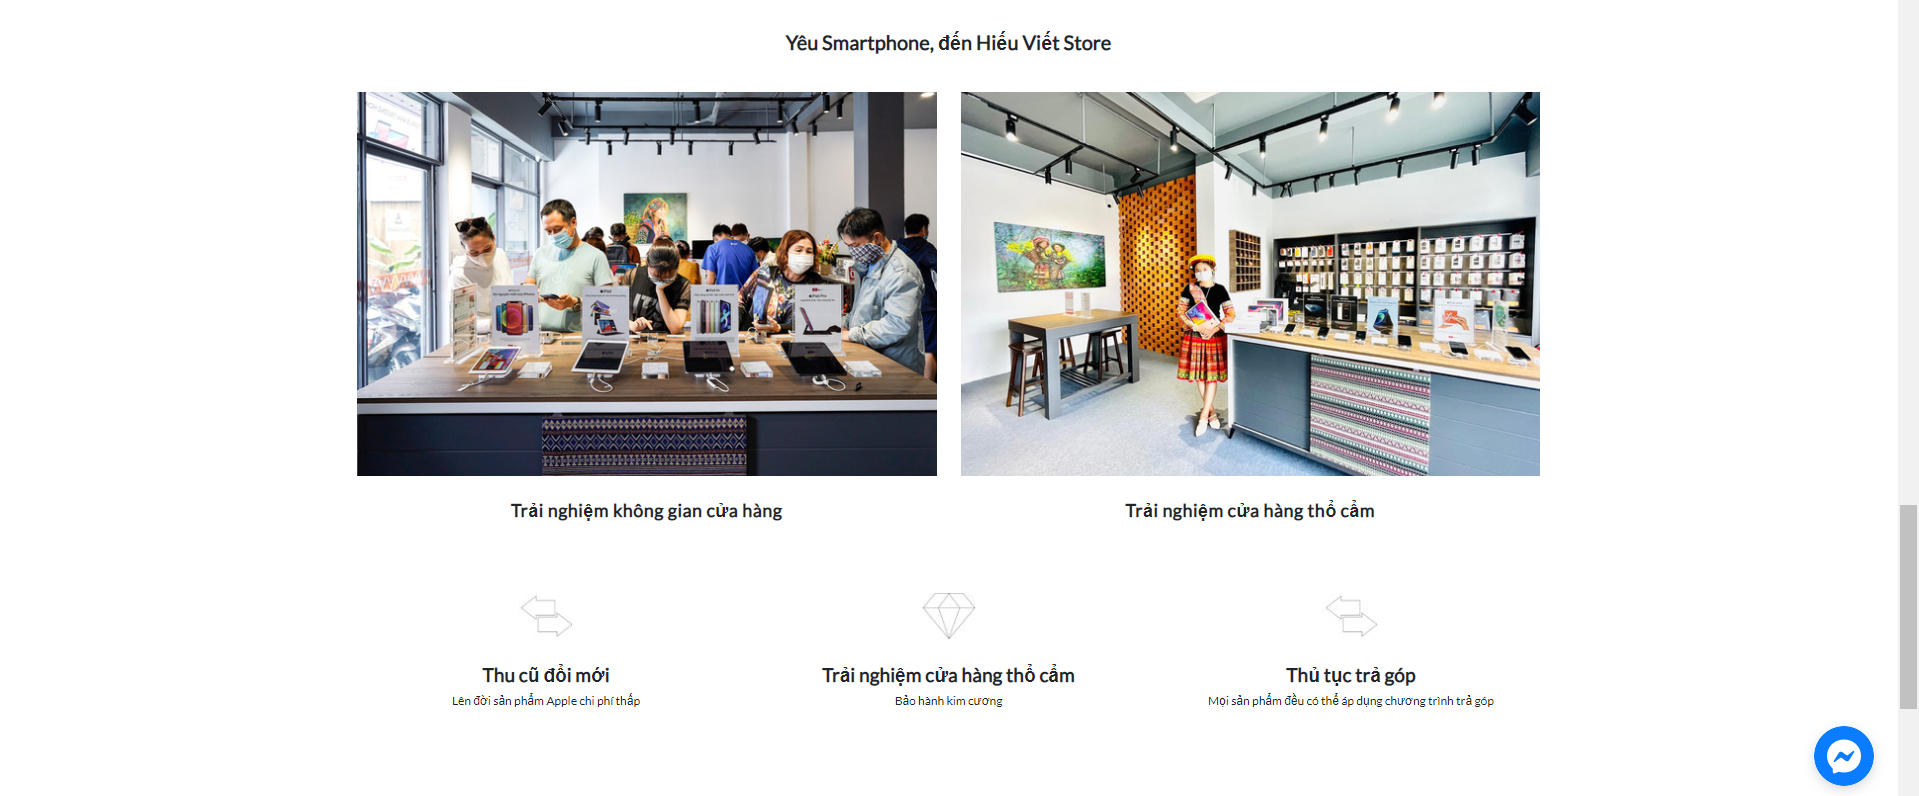 Yêu Smartphone, đến Hiếu Viết Store
Trải nghiệm không gian cửa hàng
Trải nghiệm cửa hàng thổ cẩm
Thu cũ đổi mới
Lên đời sản phẩm Apple chi phí thấp
Trải nghiệm cửa hàng thổ cẩm
Bảo hành kim cương
Thủ tục trả góp
Mọi sản phẩm đều có thể áp dụng chương trình trả góp